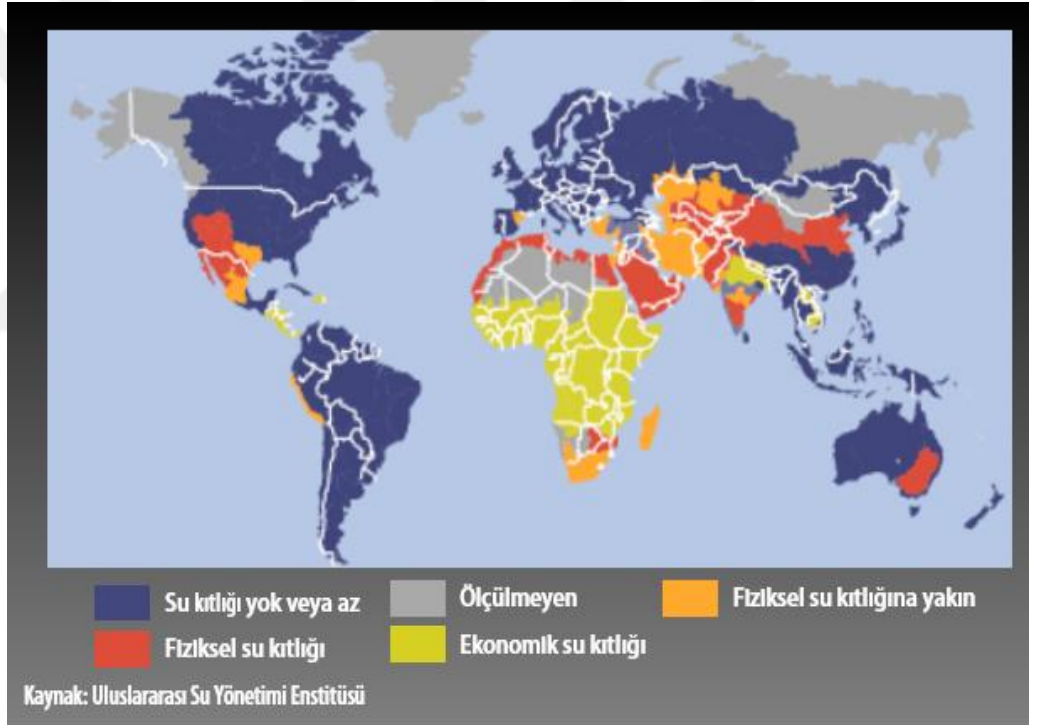 Su kıtlığı yok veya az
Ölçülmeyen
Fiziksel su kıtlığına yakın
Fiziksel su kıtlığı
Ekonomik su kıtlığı
Kaynak: Uluslararası Su Yönetimi Enstitüsü